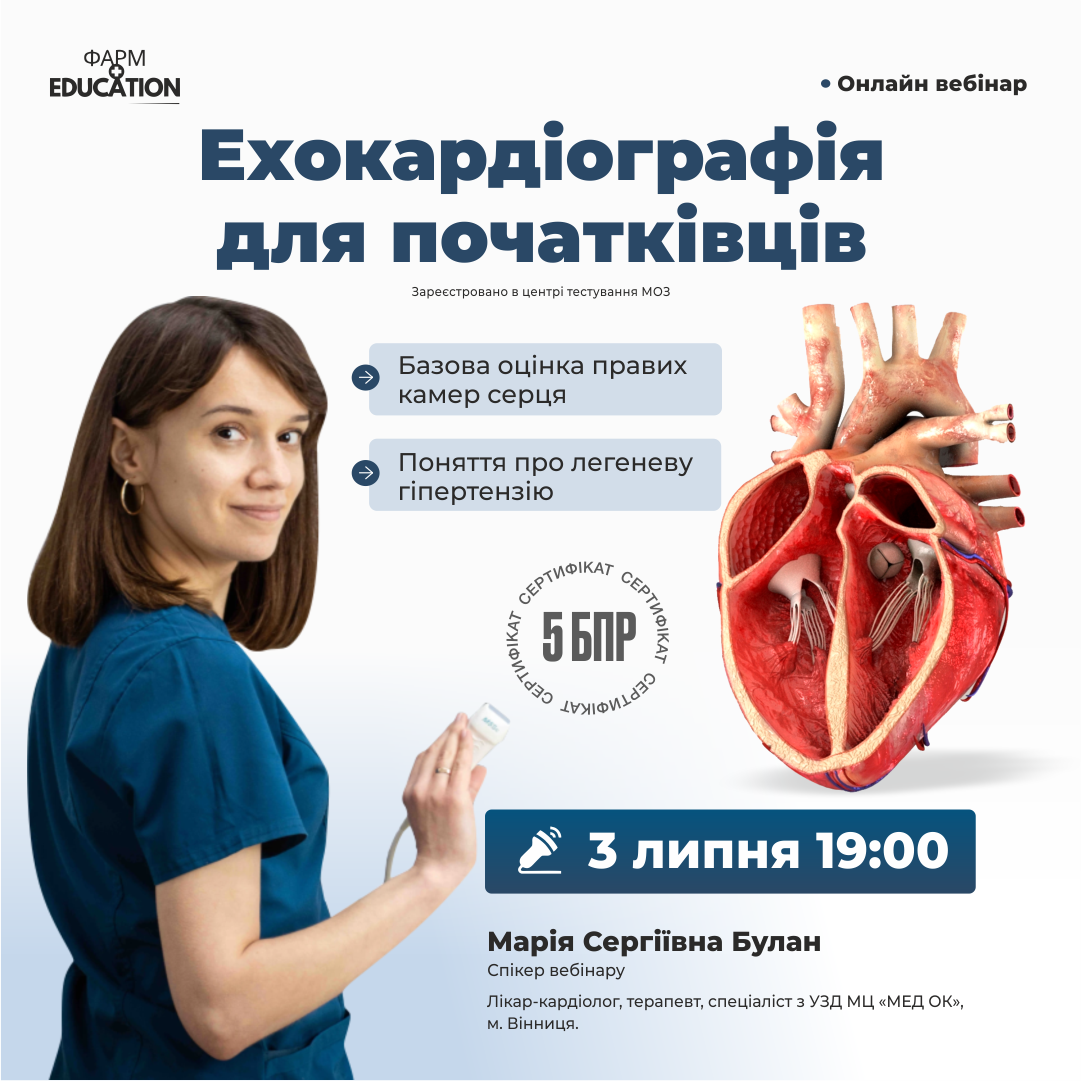 ФАРМ
EDUCATION
Онлайн вебінар
Ехокардіографія
для початківців
Зареєстровано в центрі тестування МОЗ
Базова оцінка правих
камер серця
Поняття про легеневу
гіпертензію
СЕРТИФІКАТ СЕРТИФІКАТ СЕРТИФІКАТ СЕРТИФІКАТ СЕРТИФІКАТ
5 БПР
3 липня 19:00
Марія Сергіївна Булан
Спікер вебінару
Лікар-кардіолог, терапевт, спеціаліст з УЗД МЦ «МЕД ОК»,
м. Вінниця.